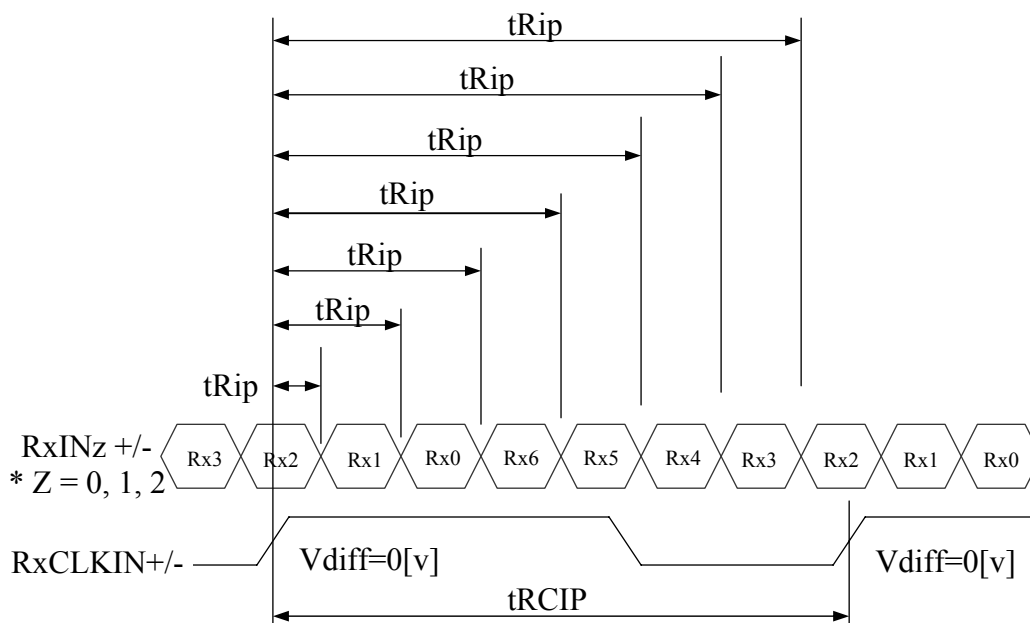 tRip
tRip
tRip
tRip
tRip
tRip
tRip
RxINz +/-
* Z = 0, 1, 2
Rx3 Rx2 Rx1 Rx0 Rx6 Rx5 Rx4 Rx3 Rx2 Rx1 Rx0
RxCLKIN+/-
Vdiff=0[v] Vdiff=0[v]
tRCIP